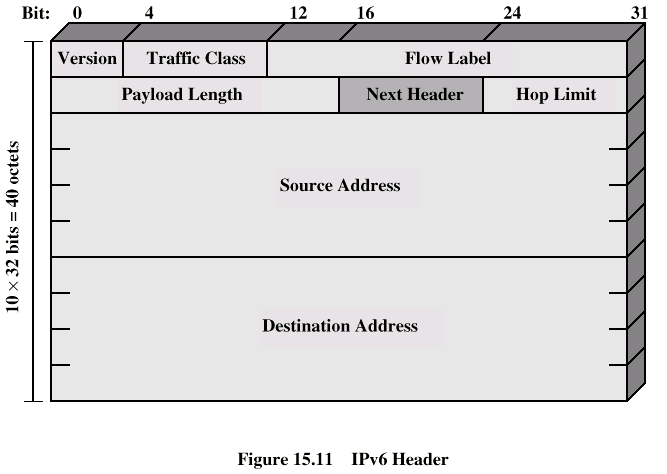 Bit: 0 4 12 16 24 31
Version Traffic Class Flow Label
Payload Length Next Header Hop Limit
Source Address
Destination Address
10 × 32 bits = 40 octets
Figure 15.11 IPv6 Header